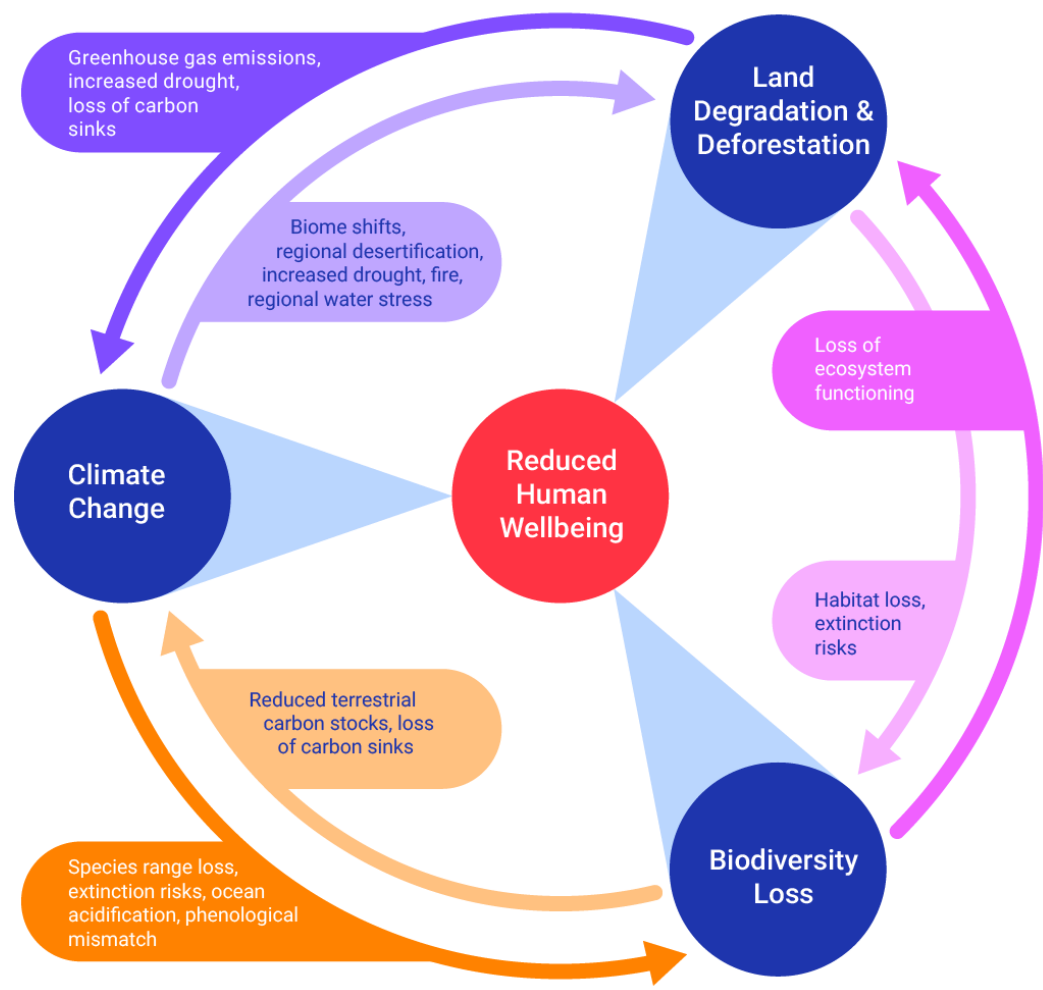 Greenhouse gas emissions,
increased drought,
loss of carbon
sinks
Land
Degradation &
Deforestation
Biome shifts,
regional desertification,
increased drought, fire,
regional water stress
Loss of
ecosystem
functioning
Climate
Change
Reduced
Human
Wellbeing
Habitat loss,
extinction
risks
Reduced terrestrial
carbon stocks, loss
of carbon sinks
Species range loss,
extinction risks, ocean
acidification, phenological
mismatch
Biodiversity
Loss